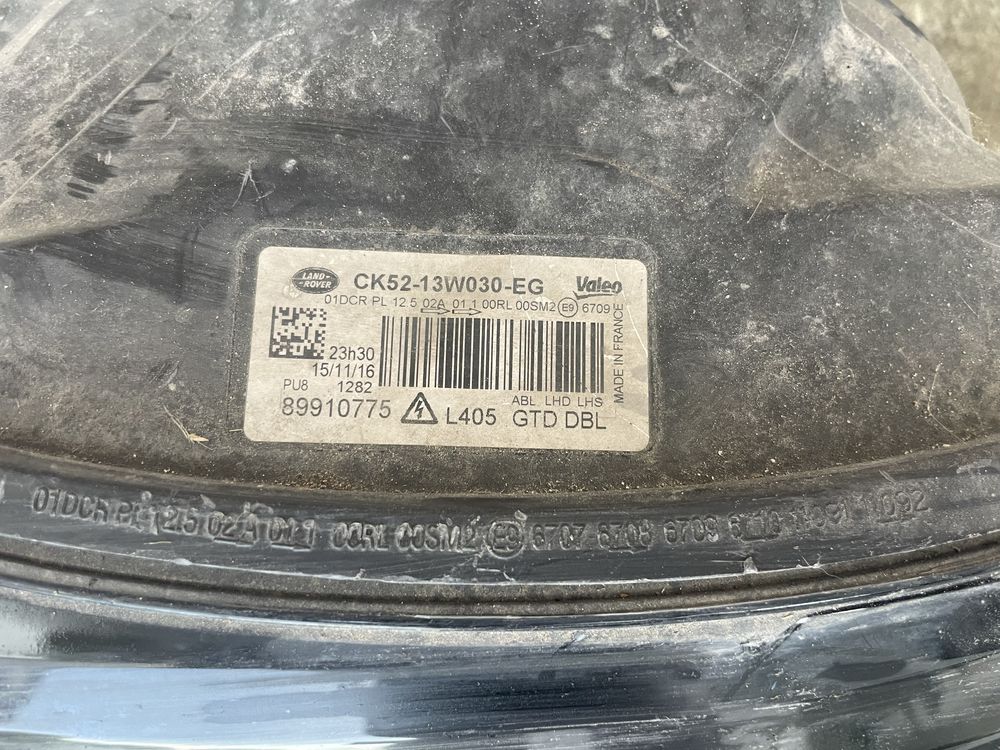 LAND-
ROVER
CK52-13W030-EG
Valeo
01DCR PL 12.5 02A 01.1 00RL 00SM2 E9 6709
23h30
15/11/16
PU8 1282
ABL LHD LHS
MADE IN FRANCE
89910775 L405 GTD DBL
01DCR PL 12.5 02A 01.1 00RL 00SM2 E9 6707 6708 6709 6710 1092